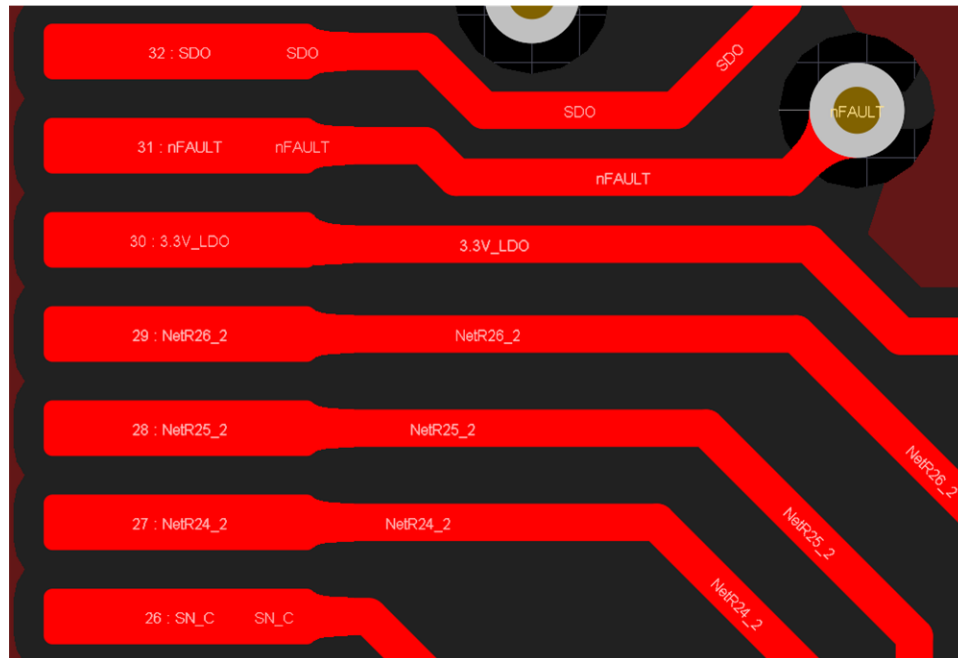 32 : SDO SDO
SDO
SDO
nFAULT
31 : nFAULT nFAULT
nFAULT
30 : 3.3V_LDO 3.3V_LDO
29 : NetR26_2 NetR26_2
NetR26_2
28 : NetR25_2 NetR25_2
NetR25_2
27 : NetR24_2 NetR24_2
NetR24_2
26 : SN_C SN_C